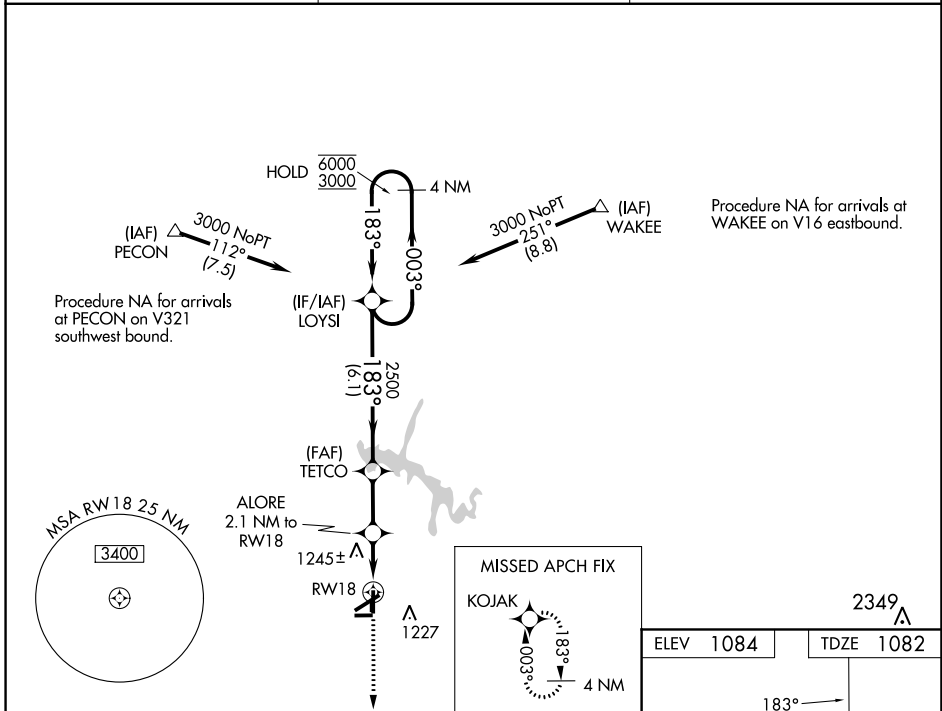 HOLD 6000
3000
4 NM
183°
003°
(IAF)
PECON
3000 NoPT
112°
(7.5)
3000 NoPT
251°
(8.8)
(IAF)
WAKEE
Procedure NA for arrivals at
WAKEE on V16 eastbound.
Procedure NA for arrivals
at PECON on V321
southwest bound.
(IF/IAF)
LOYSI
2500
183°
(6.1)
(FAF)
TETCO
ALORE
2.1 NM to
RW18
1245±
RW18
1227
MSA RW18 25 NM
3400
MISSED APCH FIX
KOJAK
183°
003°
4 NM
2349
ELEV 1084
TDZE 1082
183°